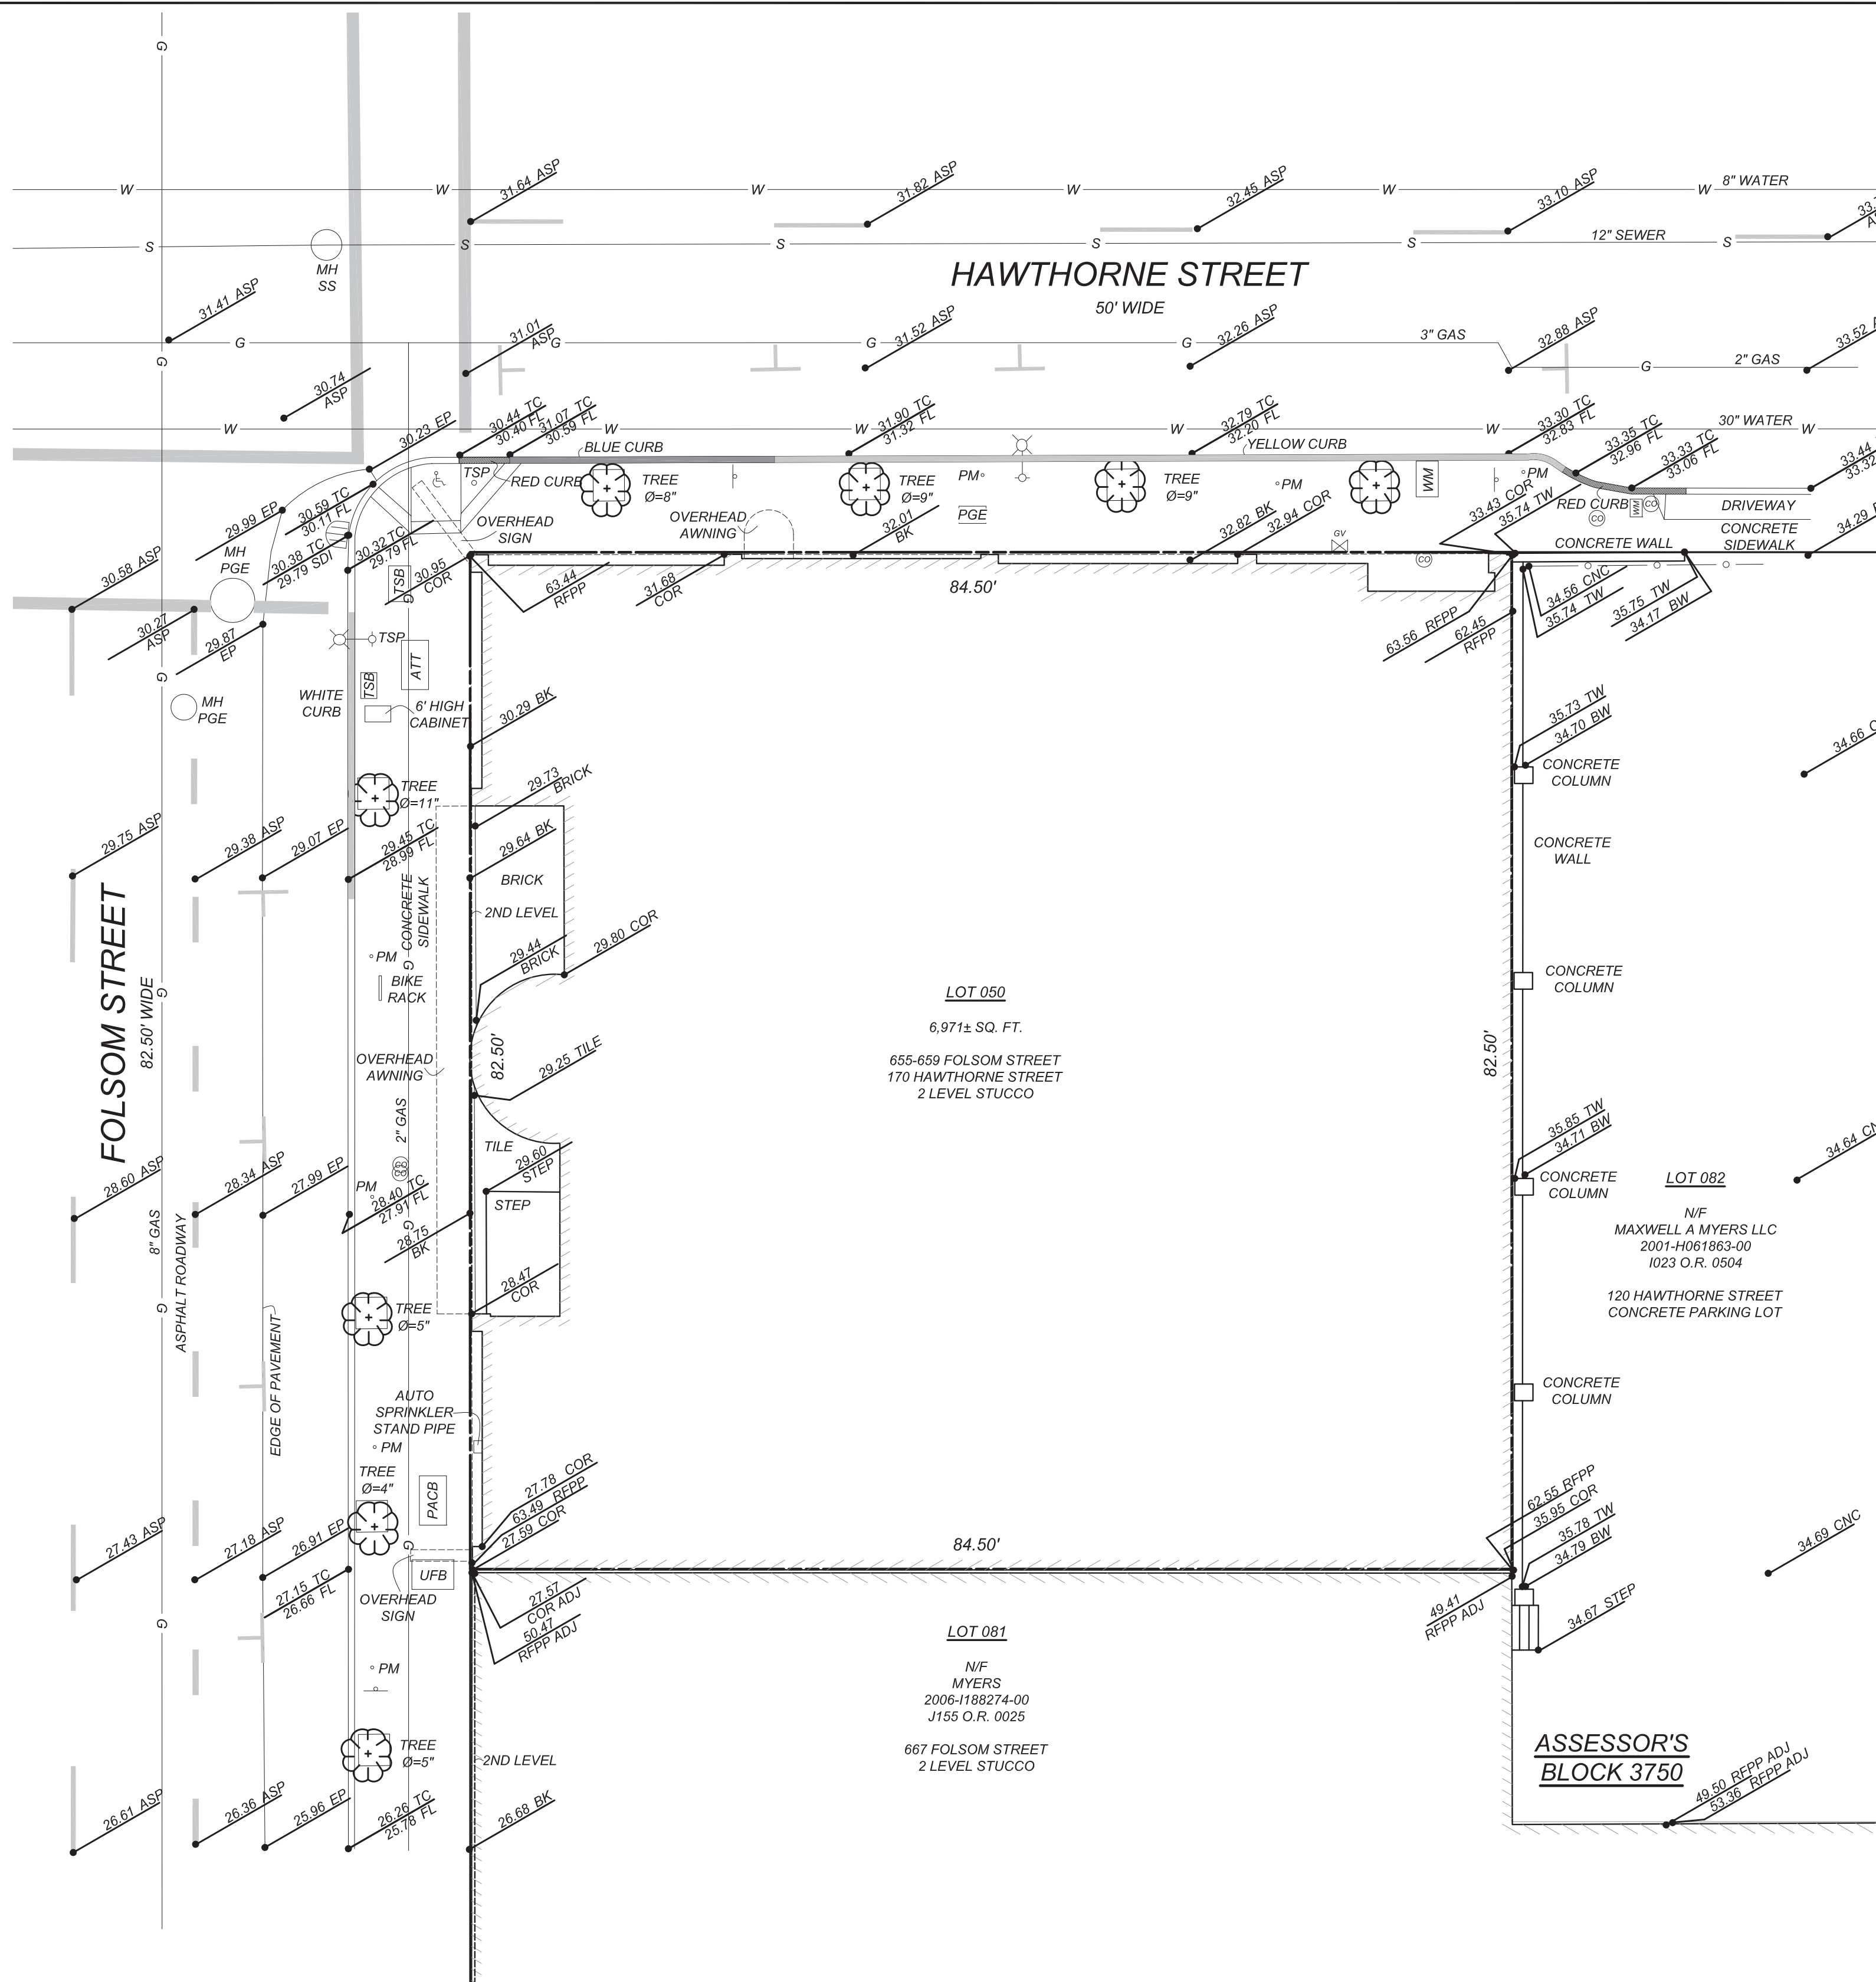 W
W
W
W
W
W
8" WATER
31.64 ASP
31.82 ASP
32.45 ASP
33.10 ASP
S
S
S
S
S
12" SEWER
S
MH
SS
HAWTHORNE STREET
50' WIDE
31.41 ASP
G
G
G
G
G
G
3" GAS
2" GAS
31.01
ASP
31.52 ASP
32.26 ASP
32.88 ASP
33.52
30.74
ASP
30.23 EP
30.44 TC
30.40 FL
31.07 TC
30.59 FL
31.90 TC
31.32 FL
32.79 TC
32.20 FL
33.30 TC
32.83 FL
33.35 TC
32.96 FL
33.33 TC
33.06 FL
33.44
33.32
W
W
W
W
W
30" WATER
W
BLUE CURB
YELLOW CURB
TSP
RED CURB
TREE
Ø=8"
TREE
Ø=9"
PM
TREE
Ø=9"
PM
WM
PM
RED CURB
CO
WM
CO
DRIVEWAY
CONCRETE
SIDEWALK
CONCRETE WALL
34.29
OVERHEAD
SIGN
OVERHEAD
AWNING
PGE
32.01
BK
32.82 BK
32.94 COR
33.43 COR
35.74 TW
GV
CO
30.59 TC
30.11 FL
29.99 EP
30.38 TC
29.79 SDI
30.32 TC
29.79 FL
TSB
30.95
COR
63.44
RFPP
31.68
COR
84.50'
63.56 RFPP
62.45
RFPP
34.56 CNC
35.74 TW
35.75 TW
34.17 BW
30.58 ASP
MH
PGE
30.27
ASP
29.87
EP
G
TSP
ATT
TSB
G
MH
PGE
WHITE
CURB
6' HIGH
CABINET
30.29 BK
35.73 TW
34.70 BW
CONCRETE
COLUMN
34.66
TREE
Ø=11"
29.73
BRICK
29.75 ASP
29.38 ASP
29.07 EP
29.45 TC
28.99 FL
29.64 BK
CONCRETE
WALL
BRICK
2ND LEVEL
CONCRETE
SIDEWALK
FOLSOM STREET
82.50' WIDE
G
PM
G
BIKE
RACK
29.44
BRICK
29.80 COR
CONCRETE
COLUMN
LOT 050
6,971± SQ. FT.
655-659 FOLSOM STREET
170 HAWTHORNE STREET
2 LEVEL STUCCO
82.50'
82.50'
OVERHEAD
AWNING
29.25 TILE
2" GAS
TILE
29.60
STEP
STEP
35.85 TW
34.71 BW
CONCRETE
COLUMN
LOT 082
N/F
MAXWELL A MYERS LLC
2001-H061863-00
I023 O.R. 0504
120 HAWTHORNE STREET
CONCRETE PARKING LOT
34.64
28.60 ASP
28.34 ASP
27.99 EP
PM
28.40 TC
27.91 FL
G
28.75
BK
8" GAS
ASPHALT ROADWAY
28.47
COR
G
TREE
Ø=5"
EDGE OF PAVEMENT
CONCRETE
COLUMN
AUTO
SPRINKLER
STAND PIPE
PM
TREE
Ø=4"
PACB
27.78 COR
63.49 RFPP
27.59 COR
84.50'
62.55 RFPP
35.95 COR
35.78 TW
34.79 BW
34.69 CNC
27.43 ASP
27.18 ASP
26.91 EP
27.15 TC
26.66 FL
G
UFB
OVERHEAD
SIGN
27.57
COR ADJ
50.47
RFPP ADJ
49.41
RFPP ADJ
34.67 STEP
G
LOT 081
N/F
MYERS
2006-I188274-00
J155 O.R. 0025
667 FOLSOM STREET
2 LEVEL STUCCO
PM
TREE
Ø=5"
2ND LEVEL
ASSESSOR'S
BLOCK 3750
49.50 RFPP ADJ
53.36 RFPP ADJ
26.61 ASP
26.36 ASP
25.96 EP
26.26 TC
25.78 FL
26.68 BK